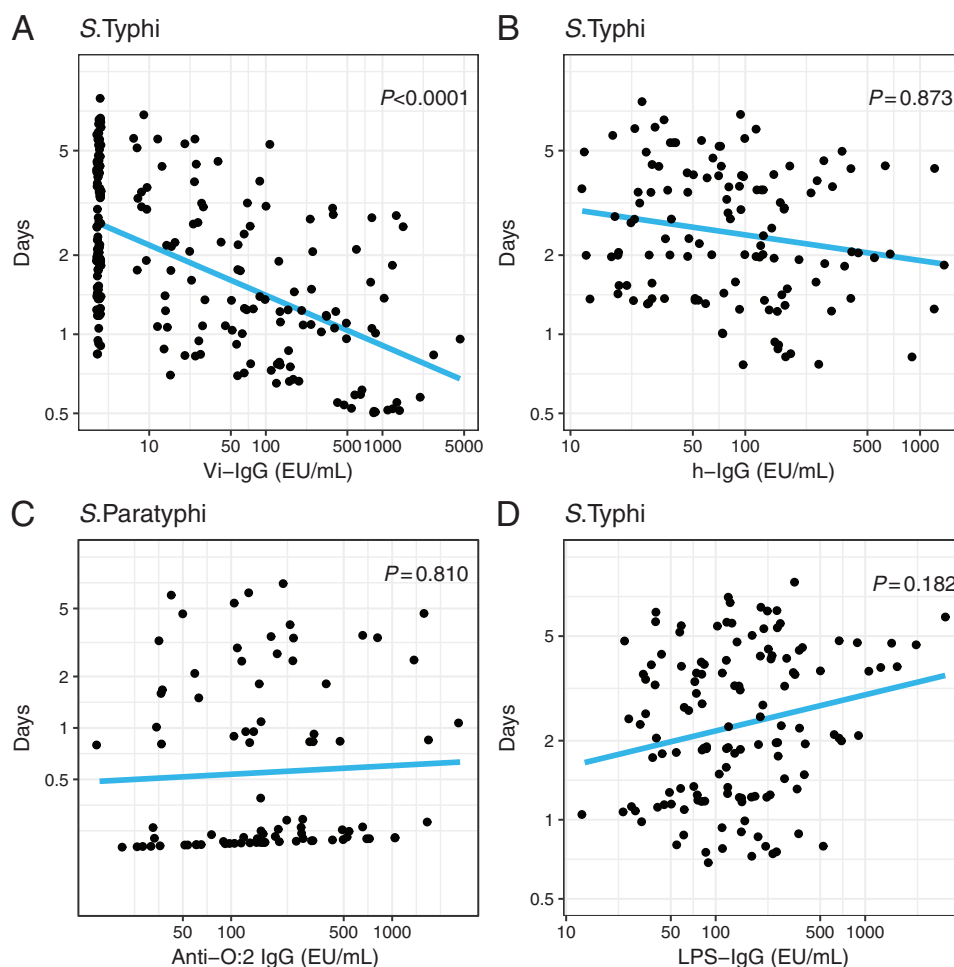 A
S.Typhi
P<0.0001
Days
5
2
1
0.5
10
50
100
500
1000
5000
Vi–IgG (EU/mL)
B
S.Typhi
P=0.873
Days
5
2
1
0.5
10
50
100
500
1000
h–IgG (EU/mL)
C
S.Paratyphi
P=0.810
Days
5
2
1
0.5
50
100
500
1000
Anti–O:2 IgG (EU/mL)
D
S.Typhi
P=0.182
Days
5
2
1
0.5
10
50
100
500
1000
LPS–IgG (EU/mL)